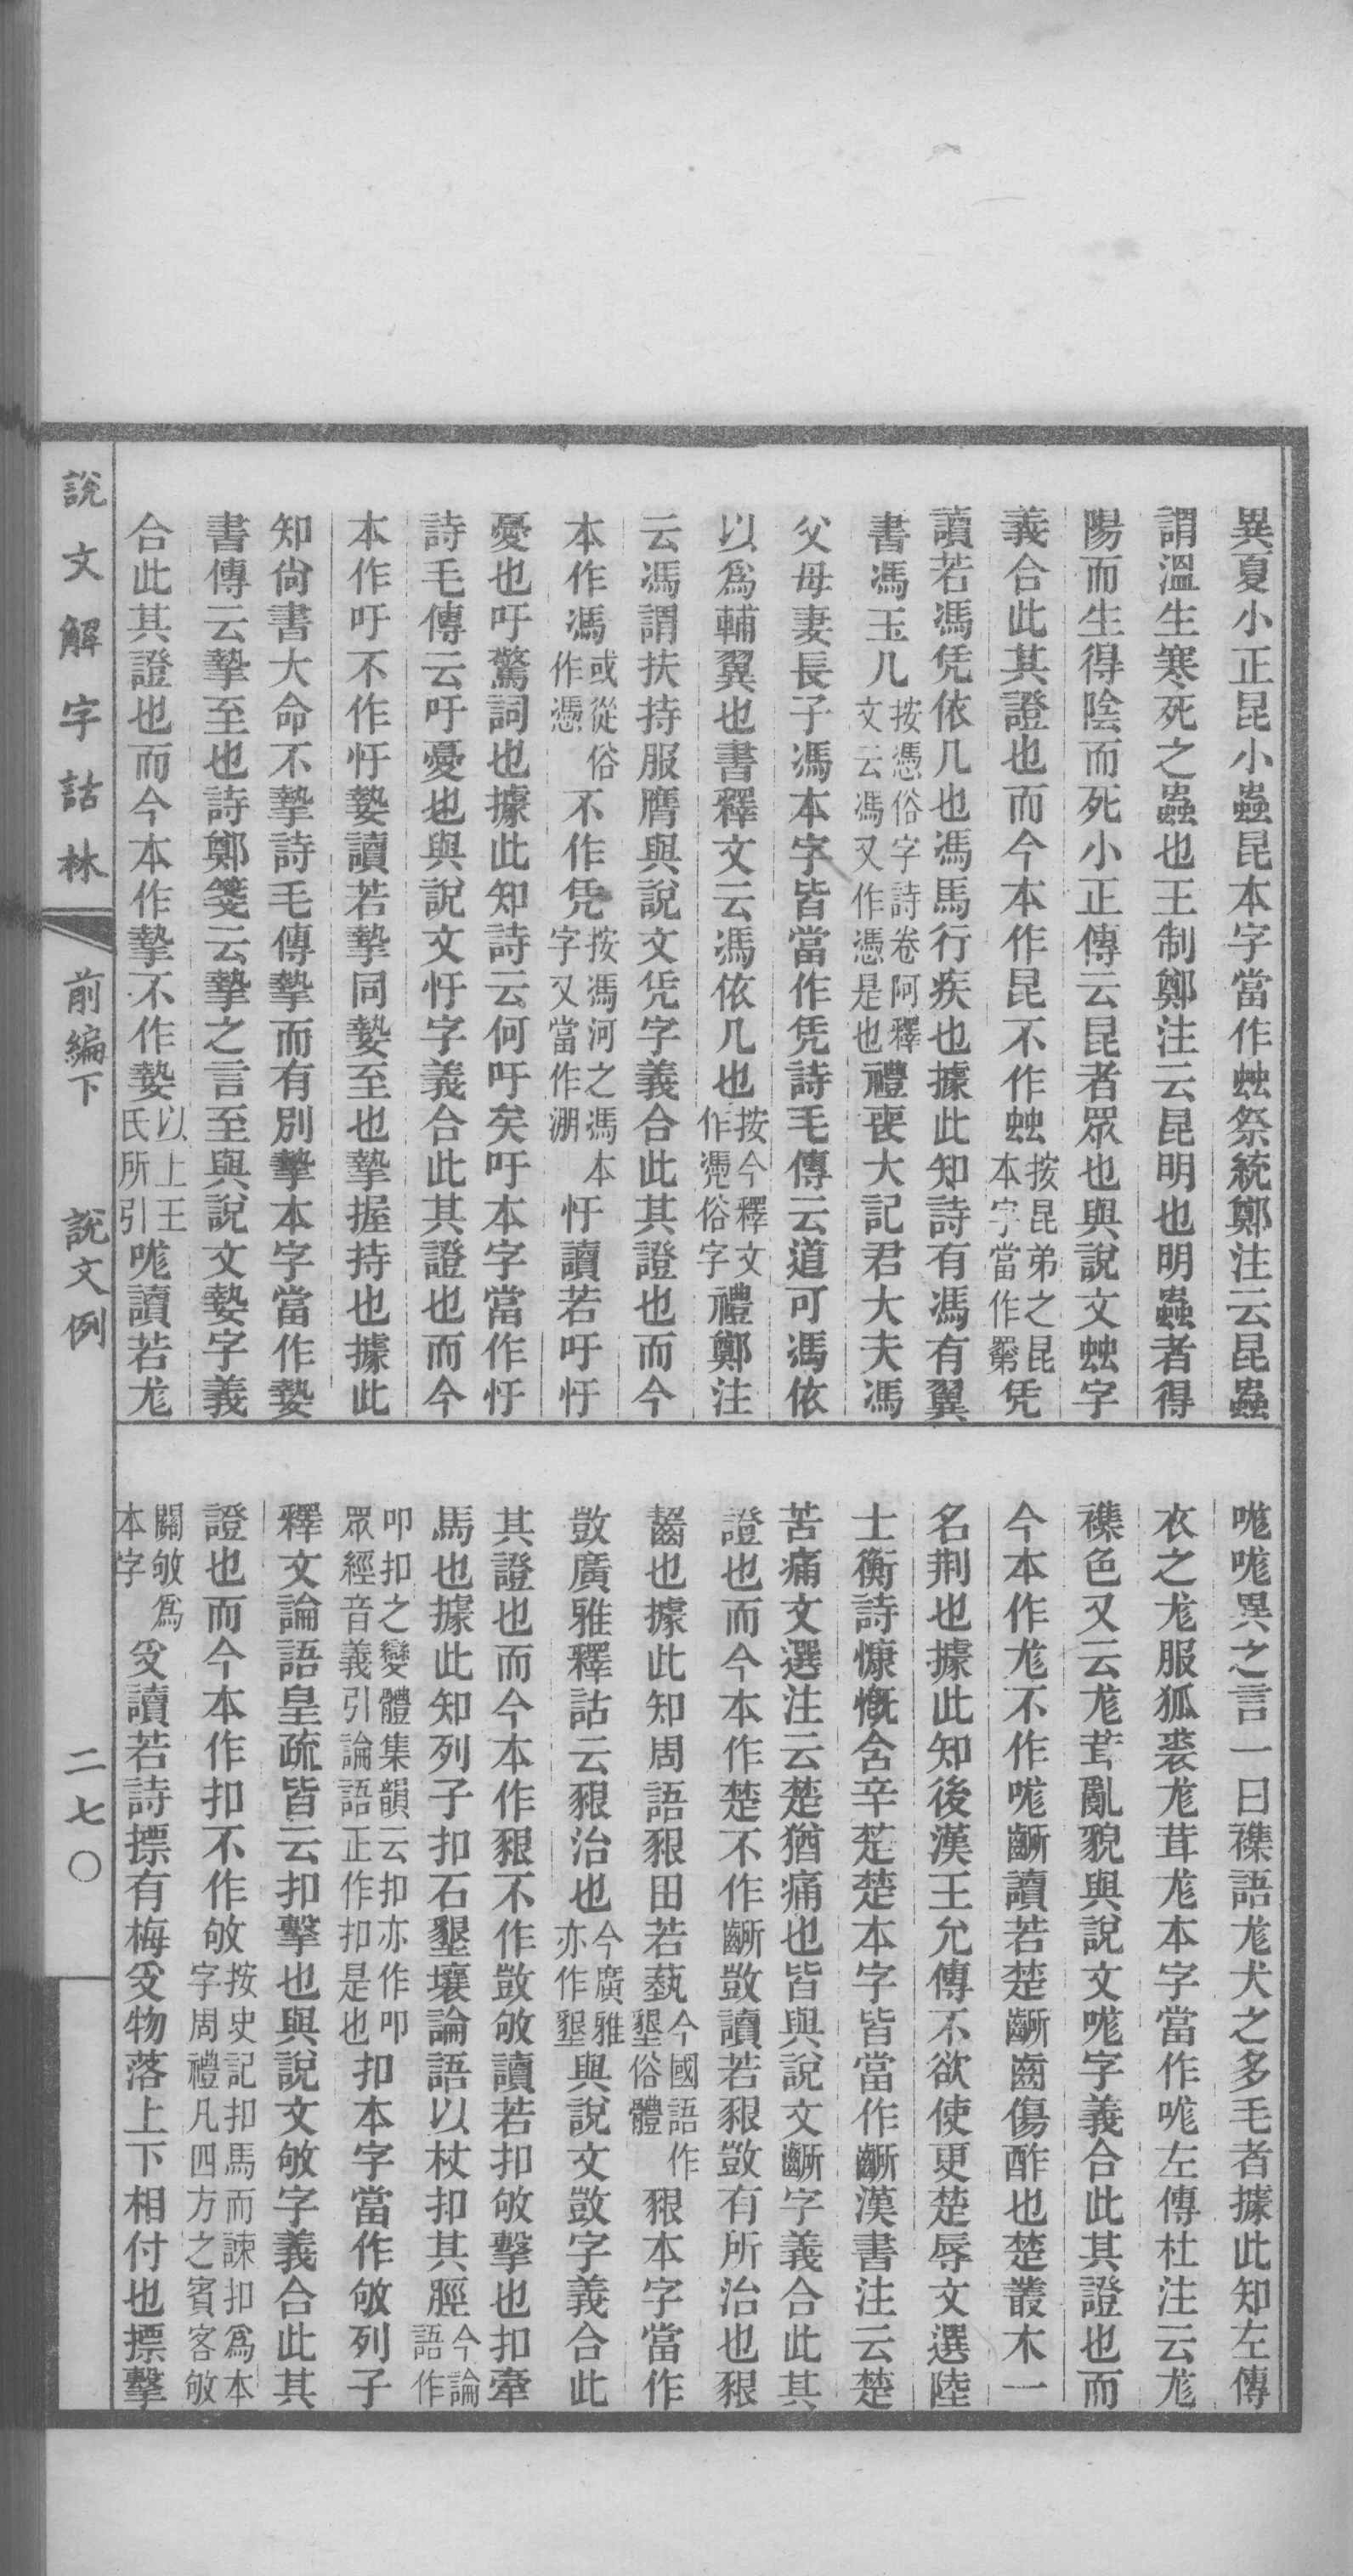 異夏小正昆小蟲昆本字當作䖵祭統鄭注云昆蟲
謂溫生寒死之蟲也王制鄭注云昆明也明蟲者得
陽而生得陰而死小正傳云昆者眾也與說文䖵字
義合此其證也而今本作昆不作䖵按昆弟之昆本字當作䍤凭
讀若馮凭依几也馮馬行疾也據此知詩有馮有翼
書馮玉几按憑俗字詩卷阿釋文云馮又作憑是也禮喪大記君大夫馮
父母妻長子馮本字皆當作凭詩毛傳云道可馮依
以爲輔翼也書釋文云馮依几也按今釋文作凴俗字禮鄭注
云馮謂扶持服膺與說文凭字義合此其證也而今
本作馮或從俗作憑不作凭按馮河之馮本字又當作淜忓讀若吁忓
憂也吁驚詞也據此知詩云何吁矣吁本字當作忓
詩毛傳云吁憂也與說文忓字義合此其證也而今
本作吁不作忓㙯讀若摯同㙯至也摯握持也據此
知尙書大命不摯詩毛傳摯而有別摯本字當作㙯
書傳云摯至也詩鄭箋云摯之言至與說文㙯字義
合此其證也而今本作摯不作㙯以上王氏所引哤讀若尨
哤哤異之言一曰襍語尨犬之多毛者據此知左傳
衣之尨服狐裘尨茸尨本字當作哤左傳杜注云尨
襍色又云尨茸亂貌與說文哤字義合此其證也而
今本作尨不作哤齭讀若楚齭齒傷酢也楚叢木一
名荆也據此知後漢王允傳不欲使更楚辱文選陸
士衡詩慷慨含辛楚楚本字皆當作齭漢書注云楚
苦痛文選注云楚猶痛也皆與說文齭字義合此其
證也而今本作楚不作齭㱯讀若豤㱯有所治也豤
齧也據此知周語豤田若蓺今國語作墾俗體豤本字當作
㱯廣雅釋詁云豤治也今廣雅亦作墾與說文㱯字義合此
其證也而今本作豤不作㱯敂讀若扣敂擊也扣牽
馬也據此知列子扣石墾壤論語以杖扣其脛今論語作
叩扣之變體集韻云扣亦作叩眾經音義引論語正作扣是也扣本字當作敂列子
釋文論語皇疏皆云扣擊也與說文敂字義合此其
證也而今本作扣不作敂按史記扣馬而諫扣爲本字周禮凡四方之賓客敂
關敂爲本字𠬪讀若詩摽有梅𠬪物落上下相付也摽擊
說文解字詁林
前編下
說文例
二七〇